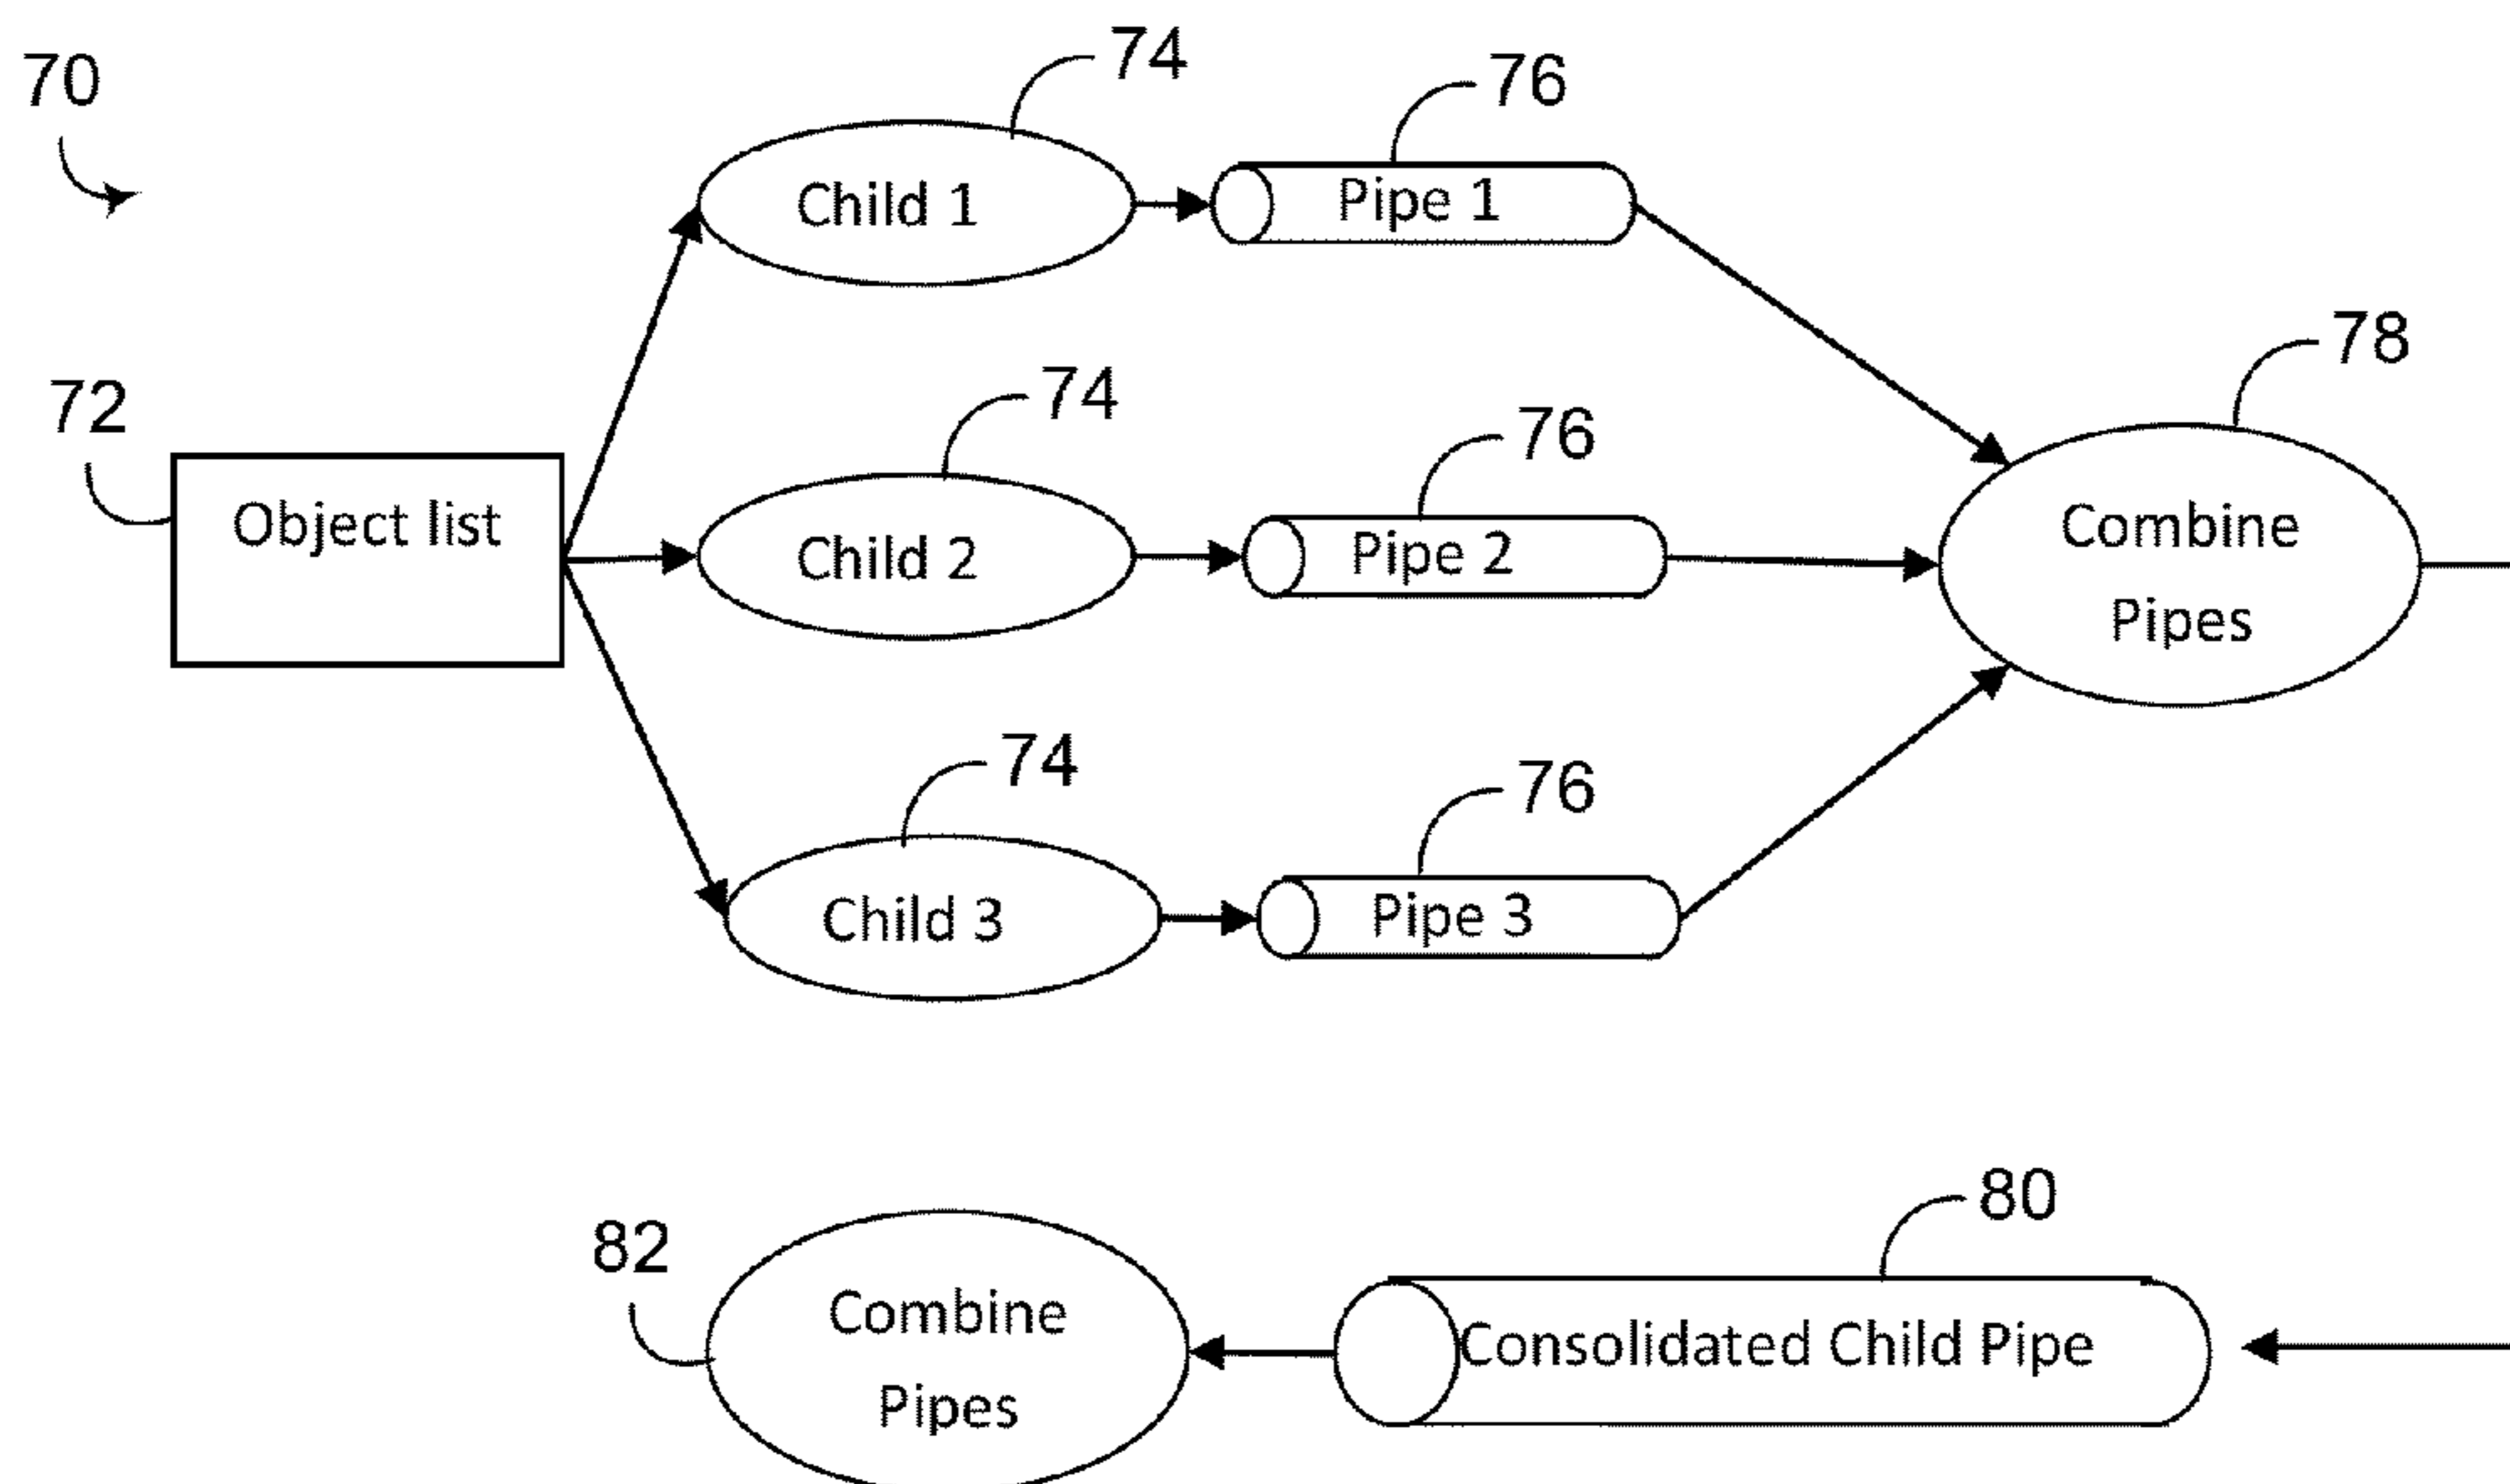 70
74
76
Child 1
Pipe 1
78
72
74
76
Object list
Child 2
Pipe 2
Combine
Pipes
74
76
Child 3
Pipe 3
80
82
Combine
Pipes
Consolidated Child Pipe